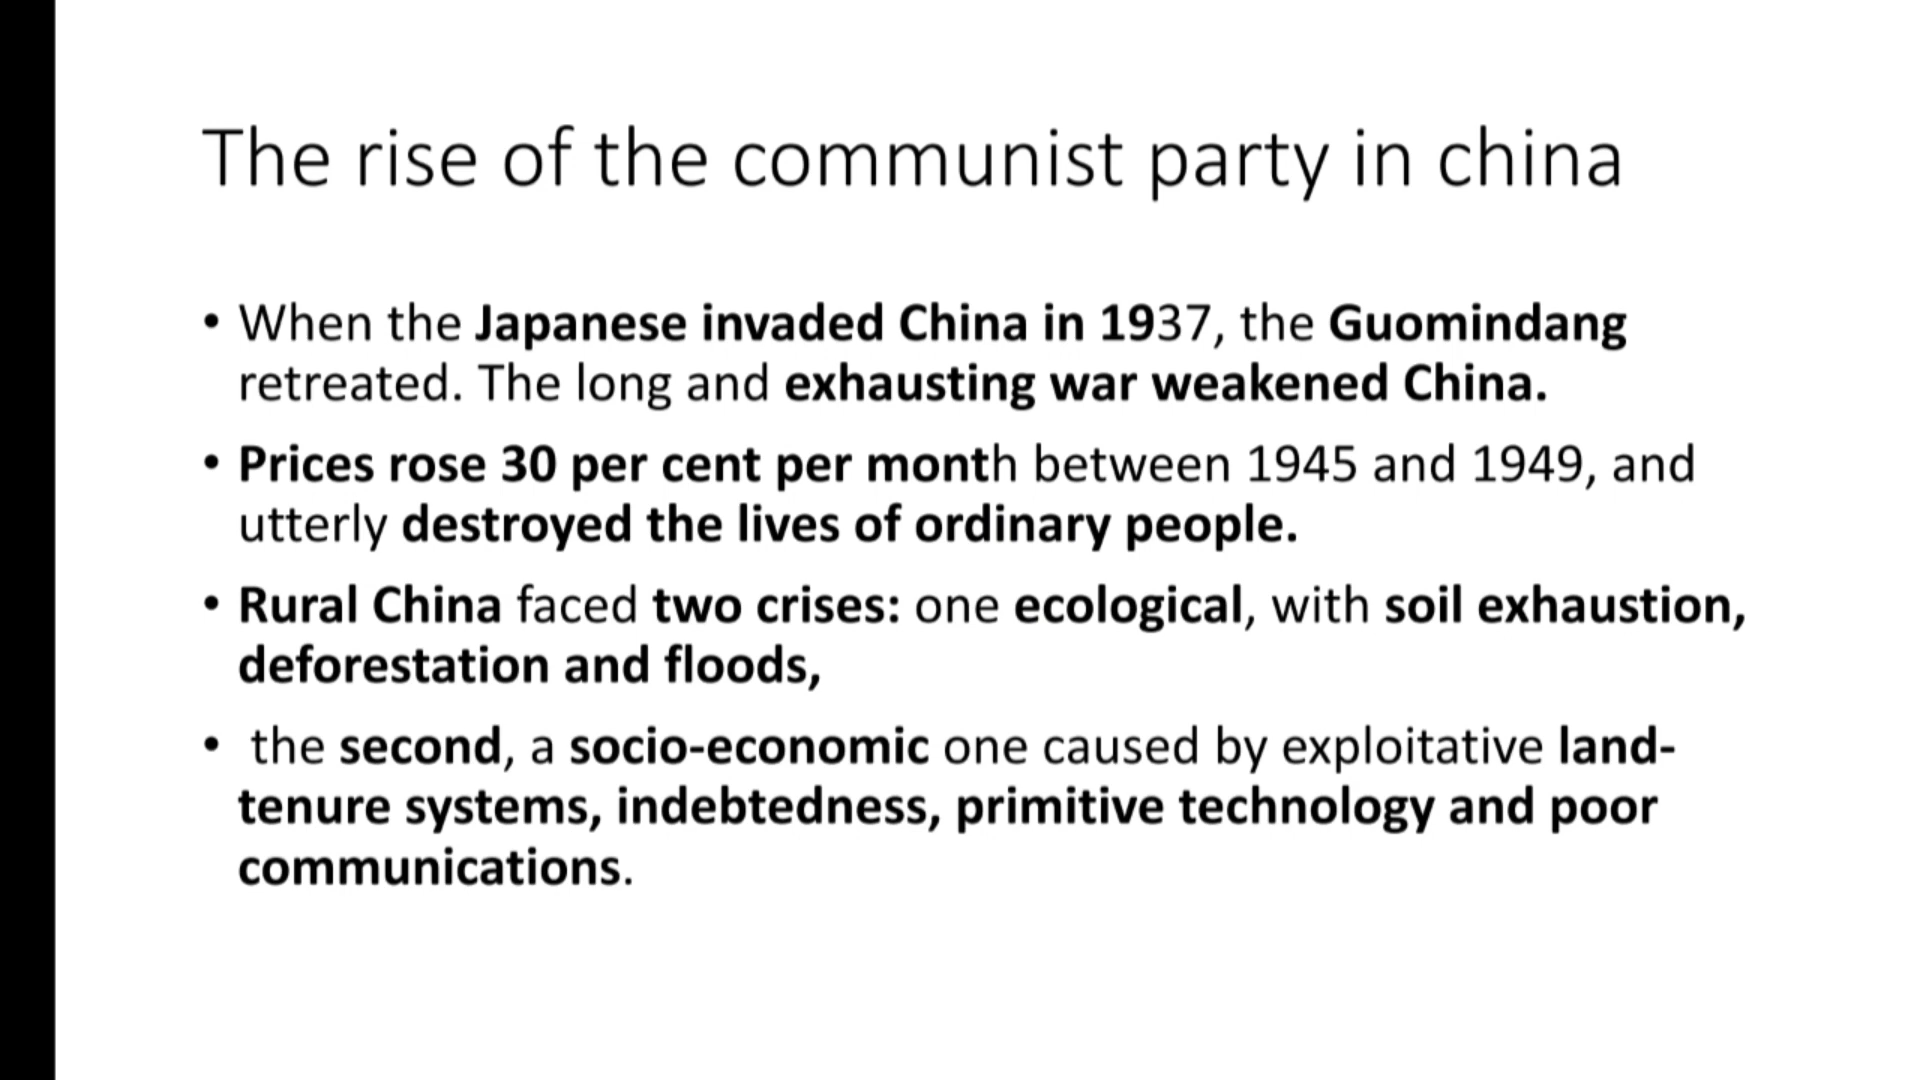 The rise of the communist party in china
• When the Japanese invaded China in 1937, the Guomindang
retreated. The long and exhausting war weakened China.
• Prices rose 30 per cent per month between 1945 and 1949, and
utterly destroyed the lives of ordinary people.
• Rural China faced two crises: one ecological, with soil exhaustion,
deforestation and floods,
• the second, a socio-economic one caused by exploitative land-
tenure systems, indebtedness, primitive technology and poor
communications.